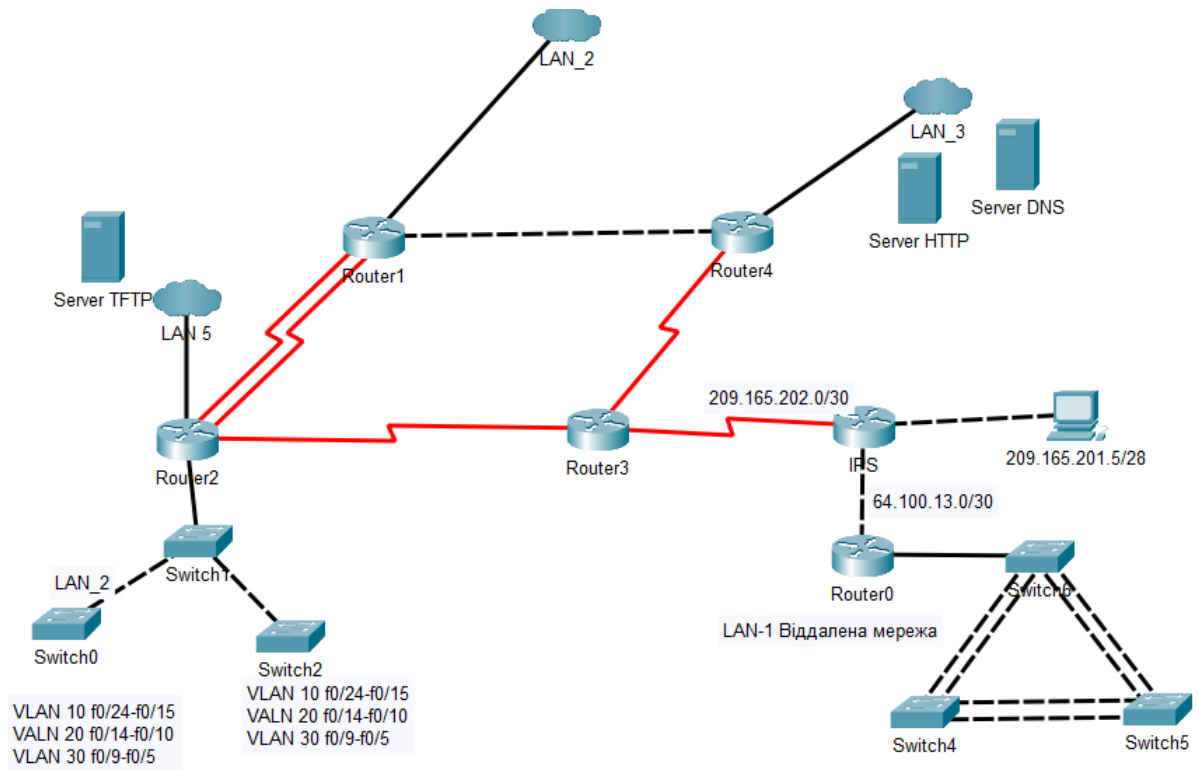 LAN_2
LAN_3
Server DNS
Server HTTP
Router1
Router4
Server TFTP
LAN 5
209.165.202.0/30
Router2
Router3
IPS
209.165.201.5/28
64.100.13.0/30
Switch1
LAN_2
Router0
Switch6
LAN-1 Віддалена мережа
Switch0
Switch2
VLAN 10 f0/24-f0/15
VALN 20 f0/14-f0/10
VLAN 30 f0/9-f0/5
VLAN 10 f0/24-f0/15
VALN 20 f0/14-f0/10
VLAN 30 f0/9-f0/5
Switch4
Switch5